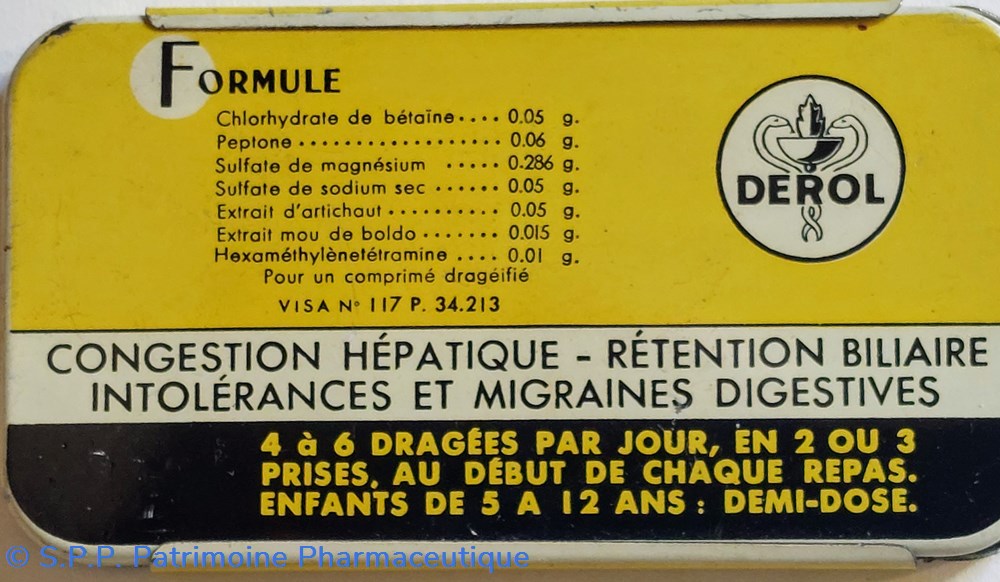 FORMULE
Chlorhydrate de bétaïne.... 0.05 g.
Peptone .................. 0.06 g.
Sulfate de magnésium ..... 0.286 g.
Sulfate de sodium sec ...... 0.05 g.
Extrait d'artichaut .......... 0.05 g.
Extrait mou de boldo ....... 0.015 g.
Hexaméthylènetétramine .... 0.01 g.
Pour un comprimé dragéifié
VISA N° 117 P. 34.213
DEROL
CONGESTION HÉPATIQUE - RÉTENTION BILIAIRE
INTOLÉRANCES ET MIGRAINES DIGESTIVES
4 à 6 DRAGÉES PAR JOUR, EN 2 OU 3
PRISES, AU DÉBUT DE CHAQUE REPAS.
ENFANTS DE 5 A 12 ANS : DEMI-DOSE.
© S.P.P. Patrimoine Pharmaceutique